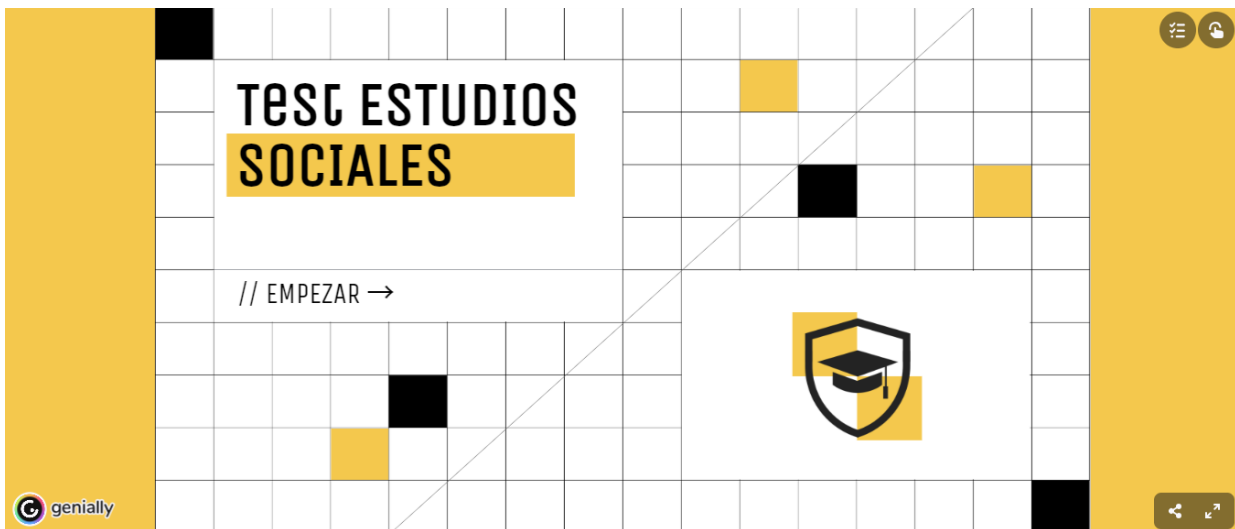 Test ESTUDIOS
SOCIALES
// EMPEZAR →
genially